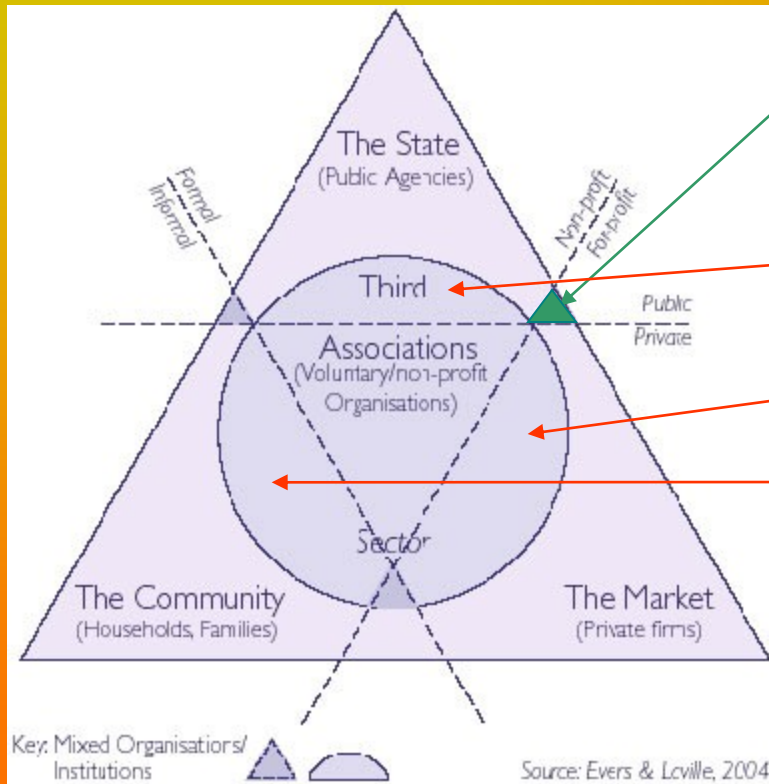 The State
(Public Agencies)
Formal
Informal
Non-profit
For-profit
Third
Public
Private
Associations
(Voluntary/non-profit
Organisations)
Sector
The Community
(Households, Families)
The Market
(Private firms)
Key: Mixed Organisations/
Institutions
Source: Evers & Lcville, 2004